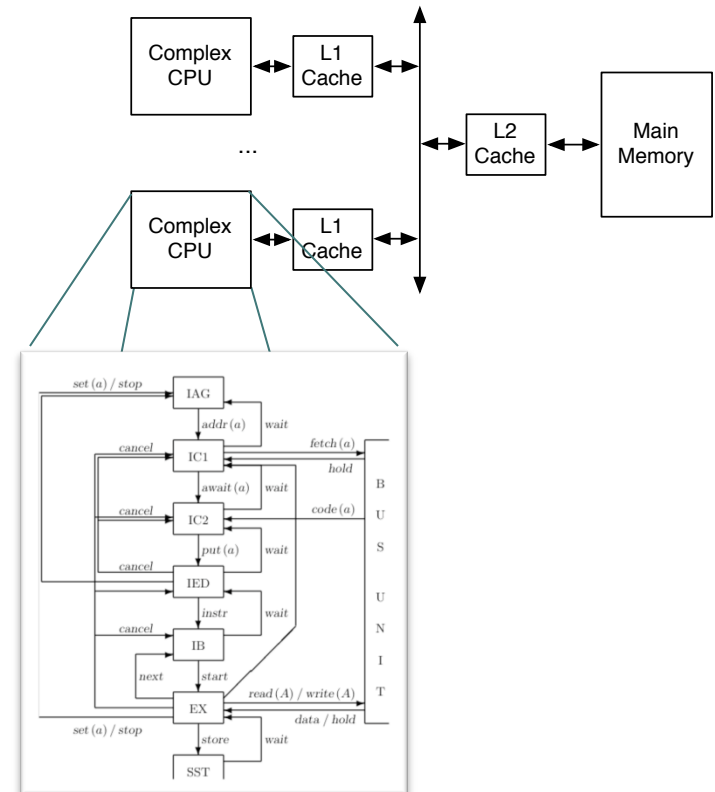 Complex
CPU
L1
Cache
L2
Cache
Main
Memory
...
Complex
CPU
L1
Cache
set(a) / stop
IAG
addr(a)
wait
cancel
IC1
fetch(a)
hold
await(a)
wait
cancel
IC2
code(a)
put(a)
wait
cancel
IED
instr
wait
cancel
IB
next
start
EX
read(A) / write(A)
data / hold
set(a) / stop
store
wait
SST
B
U
S
U
N
I
T